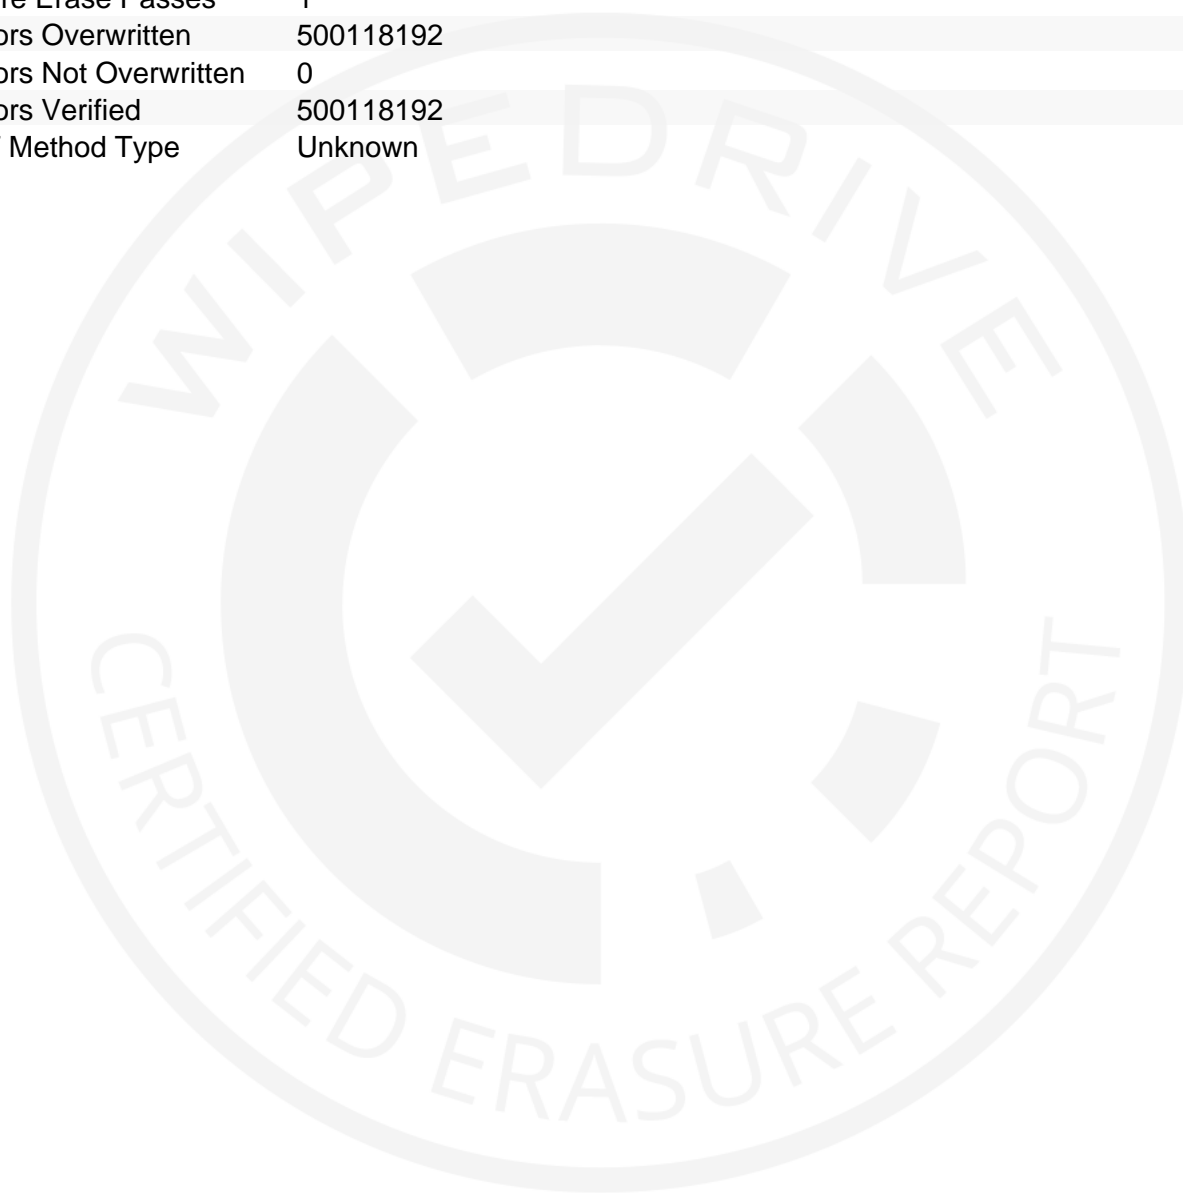 re Erase Passes 1
ors Overwritten 500118192
ors Not Overwritten 0
ors Verified 500118192
Method Type Unknown
WIPEDRIVE
CERTIFIED ERASURE REPORT